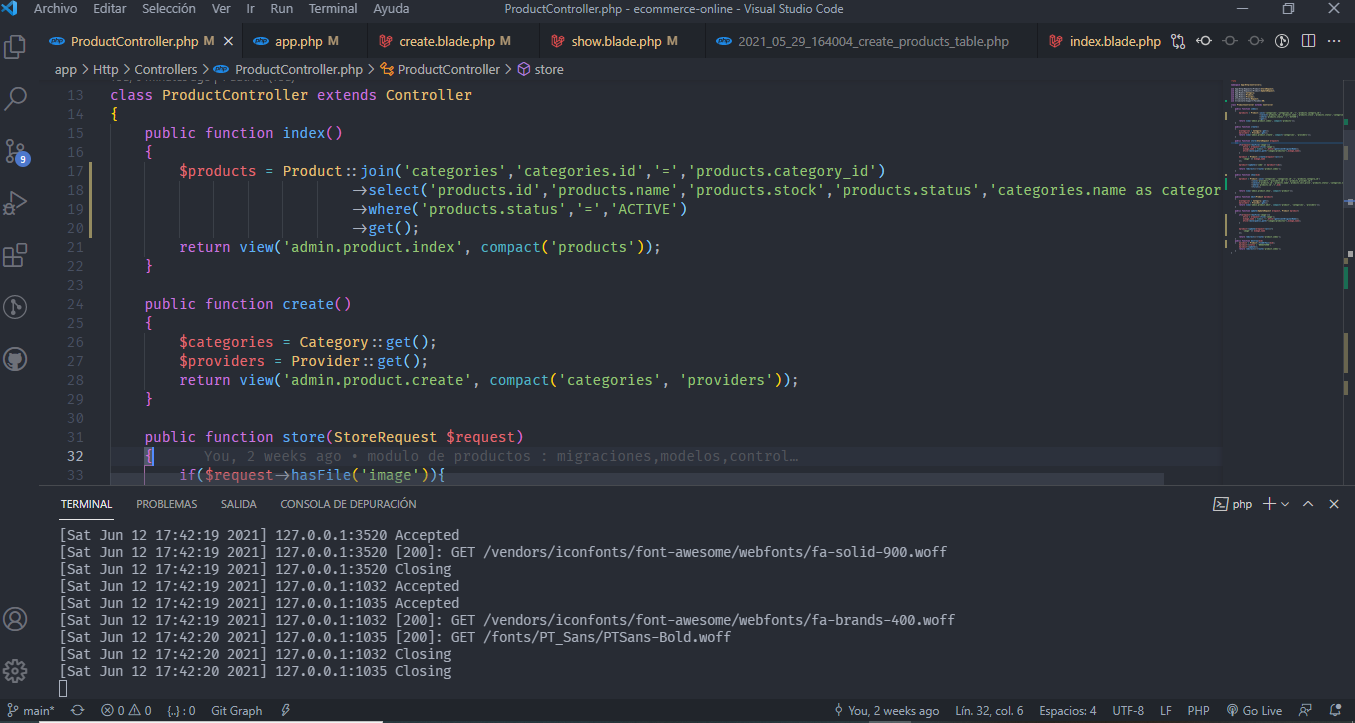 Archivo Editar Selección Ver Ir Run Terminal Ayuda ProductController.php - ecommerce-online - Visual Studio Code
ProductController.php M app.php M create.blade.php M show.blade.php M 2021_05_29_164004_create_products_table.php index.blade.php
app > Http > Controllers > ProductController.php > ProductController > store
13 class ProductController extends Controller
14 {
15 public function index()
16 {
17 $products = Product::join('categories','categories.id','=','products.category_id')
18 ->select('products.id','products.name','products.stock','products.status','categories.name as categor
19 ->where('products.status','=','ACTIVE')
20 ->get();
21 return view('admin.product.index', compact('products'));
22 }
23
24 public function create()
25 {
26 $categories = Category::get();
27 $providers = Provider::get();
28 return view('admin.product.create', compact('categories', 'providers'));
29 }
30
31 public function store(StoreRequest $request)
32 { You, 2 weeks ago • modulo de productos : migraciones,modelos,control…
33 if($request->hasFile('image')){
9
TERMINAL PROBLEMAS SALIDA CONSOLA DE DEPURACIÓN php
[Sat Jun 12 17:42:19 2021] 127.0.0.1:3520 Accepted
[Sat Jun 12 17:42:19 2021] 127.0.0.1:3520 [200]: GET /vendors/iconfonts/font-awesome/webfonts/fa-solid-900.woff
[Sat Jun 12 17:42:19 2021] 127.0.0.1:3520 Closing
[Sat Jun 12 17:42:19 2021] 127.0.0.1:1032 Accepted
[Sat Jun 12 17:42:19 2021] 127.0.0.1:1035 Accepted
[Sat Jun 12 17:42:19 2021] 127.0.0.1:1032 [200]: GET /vendors/iconfonts/font-awesome/webfonts/fa-brands-400.woff
[Sat Jun 12 17:42:20 2021] 127.0.0.1:1035 [200]: GET /fonts/PT_Sans/PTSans-Bold.woff
[Sat Jun 12 17:42:20 2021] 127.0.0.1:1032 Closing
[Sat Jun 12 17:42:20 2021] 127.0.0.1:1035 Closing
main* 0 0 {..} : 0 Git Graph You, 2 weeks ago Lín. 32, col. 6 Espacios: 4 UTF-8 LF PHP Go Live